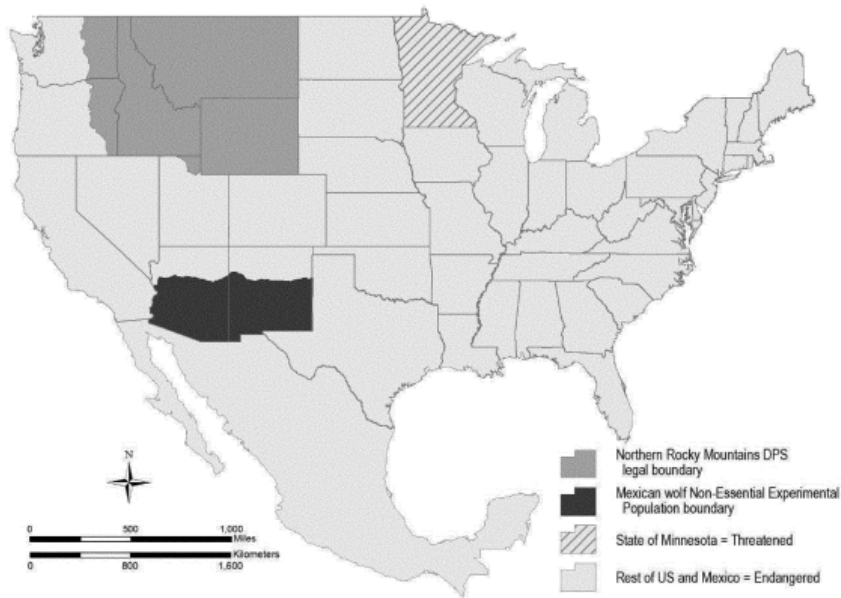 N
0 500 1,000
Miles
Kilometers
0 800 1,600
Northern Rocky Mountains DPS
legal boundary
Mexican wolf Non-Essential Experimental
Population boundary
State of Minnesota = Threatened
Rest of US and Mexico = Endangered